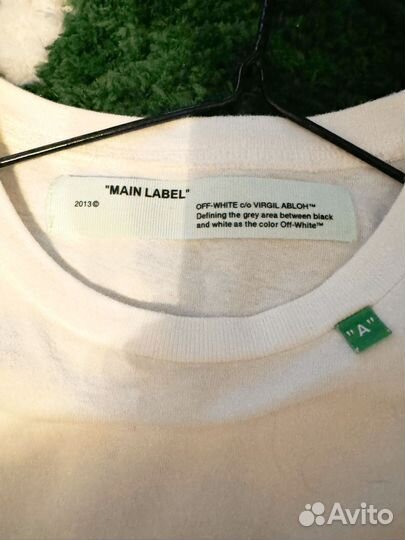 "MAIN LABEL"
2013©
OFF-WHITE c/o VIRGIL ABLOH™
Defining the grey area between black
and white as the color Off-White™
"A"
Avito